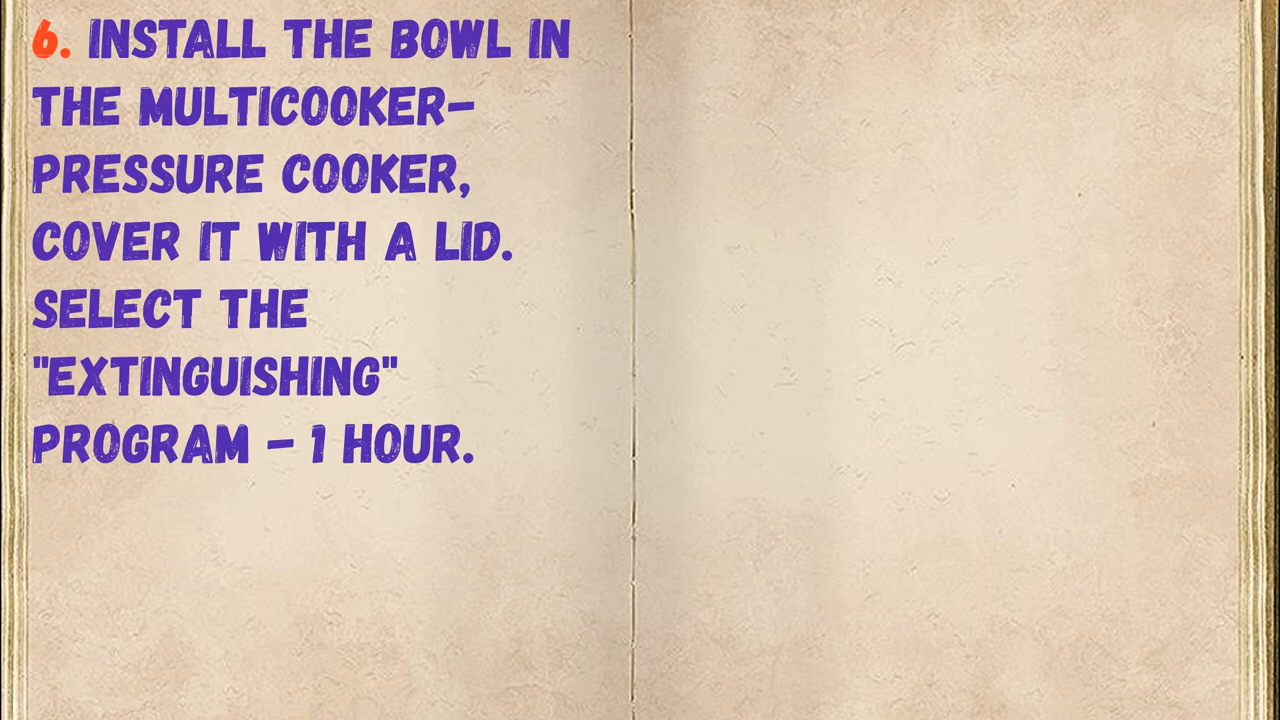 6. INSTALL THE BOWL IN
THE MULTICOOKER-
PRESSURE COOKER,
COVER IT WITH A LID.
SELECT THE
"EXTINGUISHING"
PROGRAM - 1 HOUR.